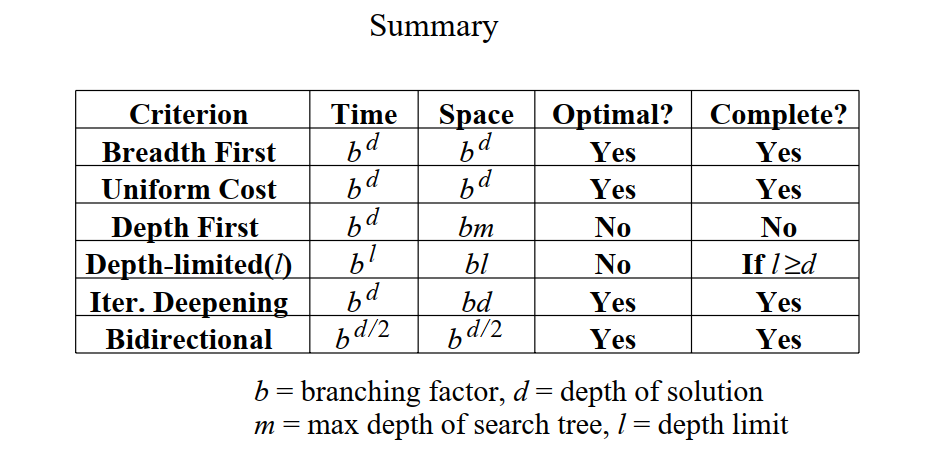 Summary
Criterion Time Space Optimal? Complete?
Breadth First b^d b^d Yes Yes
Uniform Cost b^d b^d Yes Yes
Depth First b^d bm No No
Depth-limited(l) b^l bl No If l≥d
Iter. Deepening b^d bd Yes Yes
Bidirectional b^d/2 b^d/2 Yes Yes
b = branching factor, d = depth of solution
m = max depth of search tree, l = depth limit